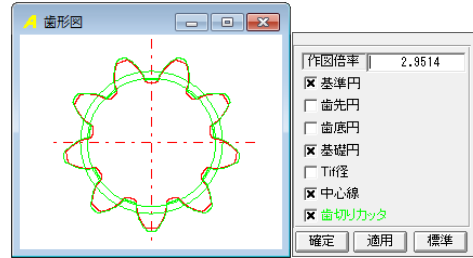 歯形図
作図倍率 2.9514
基準円
歯先円
歯底円
基礎円
Tif径
中心線
歯切りカッタ
確定 適用 標準